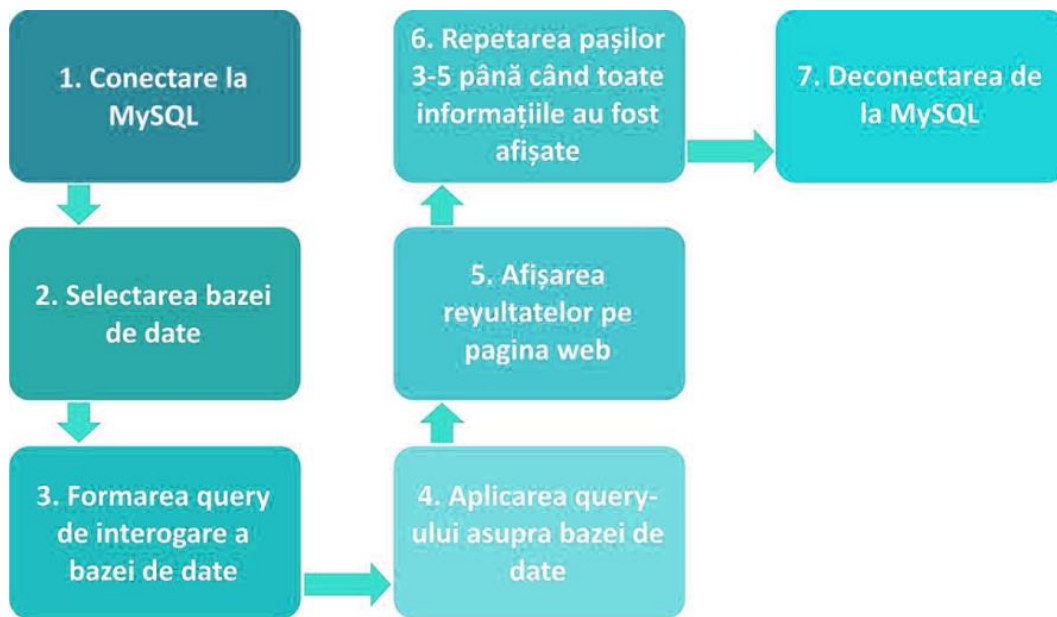 1. Conectare la
MySQL
2. Selectarea bazei
de date
3. Formarea query
de interogare a
bazei de date
4. Aplicarea query-
ului asupra bazei de
date
5. Afișarea
reyultatelor pe
pagina web
6. Repetarea pașilor
3-5 până când toate
informațiile au fost
afișate
7. Deconectarea de
la MySQL